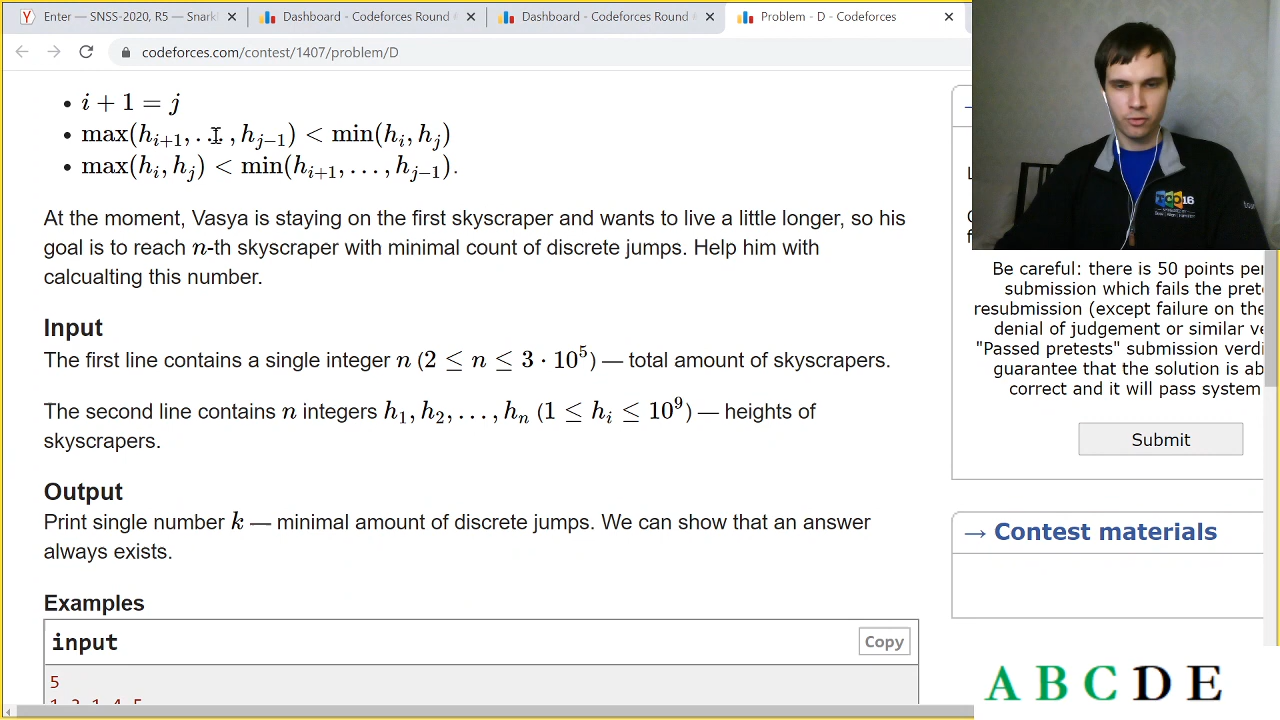 Enter — SNSS-2020, R5 — Snark
Dashboard - Codeforces Round
Dashboard - Codeforces Round
Problem - D - Codeforces
codeforces.com/contest/1407/problem/D
• i + 1 = j
• max(h_{i+1}, . . . , h_{j−1}) < min(h_i, h_j)
• max(h_i, h_j) < min(h_{i+1}, . . . , h_{j−1}).
At the moment, Vasya is staying on the first skyscraper and wants to live a little longer, so his
goal is to reach n-th skyscraper with minimal count of discrete jumps. Help him with
calcualting this number.
Input
The first line contains a single integer n (2 ≤ n ≤ 3 · 10^5) — total amount of skyscrapers.
The second line contains n integers h_1, h_2, . . . , h_n (1 ≤ h_i ≤ 10^9) — heights of
skyscrapers.
Output
Print single number k — minimal amount of discrete jumps. We can show that an answer
always exists.
Examples
input
Copy
5
Be careful: there is 50 points pe
submission which fails the pret
resubmission (except failure on the
denial of judgement or similar ve
"Passed pretests" submission verdi
guarantee that the solution is ab
correct and it will pass system
Submit
→ Contest materials
A B C D E